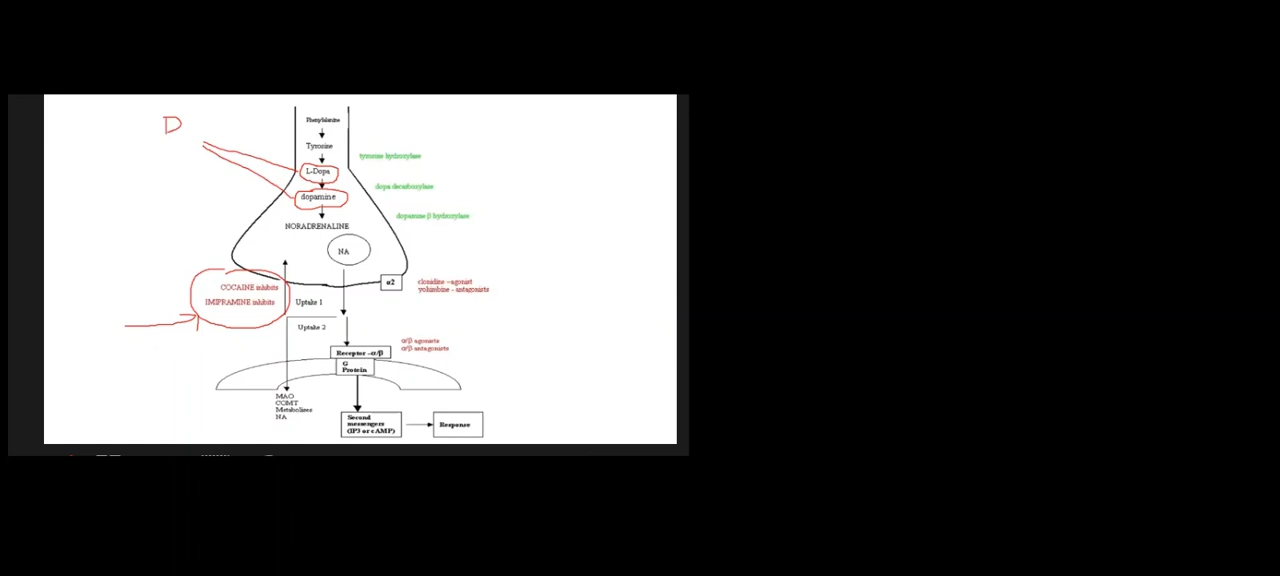 D
Phenylalanine
Tyrosine
tyrosine hydroxylase
L-Dopa
dopa decarboxylase
dopamine
dopamine β hydroxylase
NORADRENALINE
NA
α2
clonidine –agonist
yohimbine - antagonists
COCAINE inhibits
IMIPRAMINE inhibits
Uptake 1
Uptake 2
α/β agonists
α/β antagonists
Receptor –α/β
G
Protein
MAO
COMT
Metabolises
NA
Second
messengers
(IP3 or cAMP)
Response